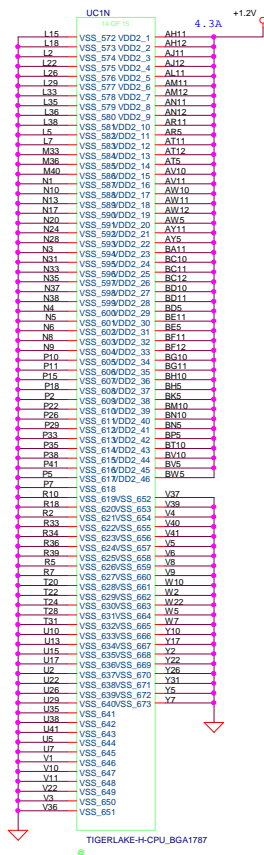 UC1N
+1.2V
14 OF 15
4.3A
L15 VSS_572 VDD2_1 AH11
L18 VSS_573 VDD2_2 AH12
L2 VSS_574 VDD2_3 AJ11
L22 VSS_575 VDD2_4 AJ12
L26 VSS_576 VDD2_5 AL11
L29 VSS_577 VDD2_6 AM11
L33 VSS_578 VDD2_7 AM12
L35 VSS_579 VDD2_8 AN11
L36 VSS_580 VDD2_9 AN12
L38 VSS_581 VDD2_10 AR11
L5 VSS_582 VDD2_11 AR5
L7 VSS_583 VDD2_12 AT11
M33 VSS_584 VDD2_13 AT12
M36 VSS_585 VDD2_14 AT5
M40 VSS_586 VDD2_15 AV10
N1 VSS_587 VDD2_16 AV11
N10 VSS_588 VDD2_17 AW10
N13 VSS_589 VDD2_18 AW11
N17 VSS_590 VDD2_19 AW12
N20 VSS_591 VDD2_20 AW5
N24 VSS_592 VDD2_21 AY11
N28 VSS_593 VDD2_22 AY5
N3 VSS_594 VDD2_23 BA11
N31 VSS_595 VDD2_24 BC10
N33 VSS_596 VDD2_25 BC11
N35 VSS_597 VDD2_26 BC12
N37 VSS_598 VDD2_27 BD10
N38 VSS_599 VDD2_28 BD11
N4 VSS_600 VDD2_29 BD5
N5 VSS_601 VDD2_30 BE11
N6 VSS_602 VDD2_31 BE5
N8 VSS_603 VDD2_32 BF11
N9 VSS_604 VDD2_33 BF12
P10 VSS_605 VDD2_34 BG10
P11 VSS_606 VDD2_35 BG11
P15 VSS_607 VDD2_36 BH10
P18 VSS_608 VDD2_37 BH5
P2 VSS_609 VDD2_38 BK5
P22 VSS_610 VDD2_39 BM10
P26 VSS_611 VDD2_40 BN10
P29 VSS_612 VDD2_41 BN5
P33 VSS_613 VDD2_42 BP5
P35 VSS_614 VDD2_43 BT10
P38 VSS_615 VDD2_44 BV10
P41 VSS_616 VDD2_45 BV5
P5 VSS_617 VDD2_46 BW5
P7 VSS_618
R10 VSS_619 VSS_652 V37
R18 VSS_620 VSS_653 V39
R2 VSS_621 VSS_654 V4
R33 VSS_622 VSS_655 V40
R34 VSS_623 VSS_656 V41
R36 VSS_624 VSS_657 V5
R39 VSS_625 VSS_658 V6
R5 VSS_626 VSS_659 V8
R7 VSS_627 VSS_660 V9
T20 VSS_628 VSS_661 W10
T22 VSS_629 VSS_662 W2
T24 VSS_630 VSS_663 W22
T28 VSS_631 VSS_664 W5
T31 VSS_632 VSS_665 W7
U10 VSS_633 VSS_666 Y10
U13 VSS_634 VSS_667 Y17
U15 VSS_635 VSS_668 Y2
U17 VSS_636 VSS_669 Y22
U2 VSS_637 VSS_670 Y26
U22 VSS_638 VSS_671 Y31
U26 VSS_639 VSS_672 Y5
U29 VSS_640 VSS_673 Y7
U35 VSS_641
U38 VSS_642
U41 VSS_643
U5 VSS_644
U7 VSS_645
V1 VSS_646
V10 VSS_647
V11 VSS_648
V22 VSS_649
V3 VSS_650
V36 VSS_651
TIGERLAKE-H-CPU_BGA1787
@